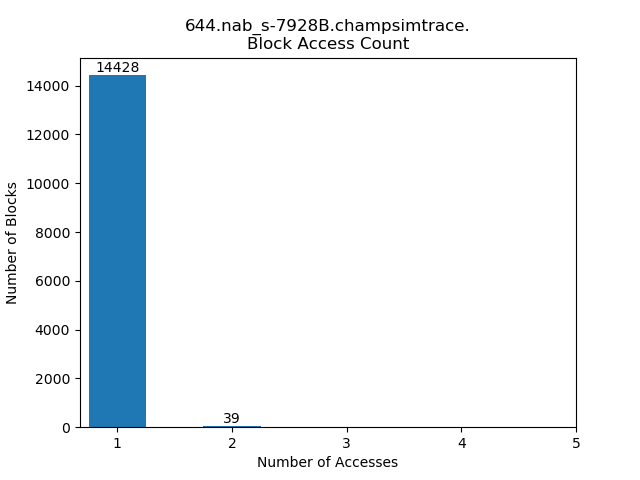 644.nab_s-7928B.champsimtrace.
Block Access Count
14428
14000
12000
10000
8000
6000
4000
2000
0
Number of Blocks
39
1 2 3 4 5
Number of Accesses